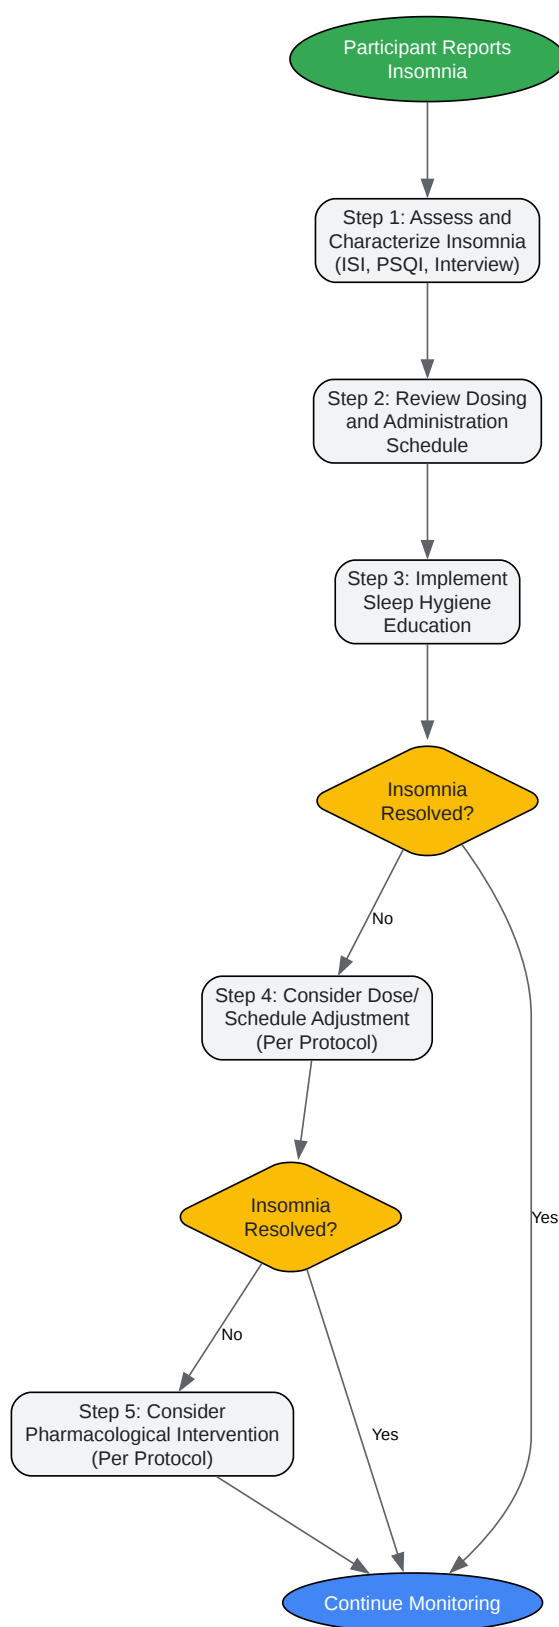 Participant Reports
Insomnia
Step 1: Assess and
Characterize Insomnia
(ISI, PSQI, Interview)
Step 2: Review Dosing
and Administration
Schedule
Step 3: Implement
Sleep Hygiene
Education
Insomnia
Resolved?
No
Step 4: Consider Dose/
Schedule Adjustment
(Per Protocol)
Insomnia
Resolved?
Yes
No
Step 5: Consider
Pharmacological Intervention
(Per Protocol)
Yes
Continue Monitoring